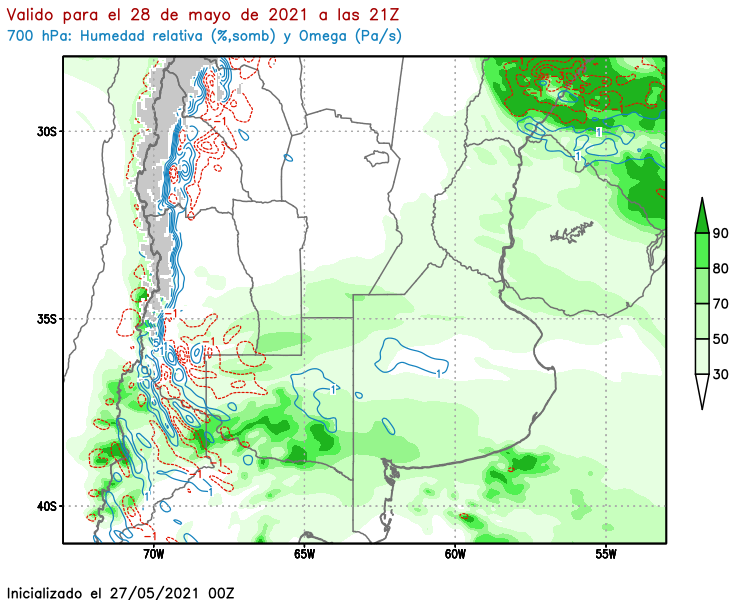 Valido para el 28 de mayo de 2021 a las 21Z
700 hPa: Humedad relativa (%,somb) y Omega (Pa/s)
30S
35S
40S
70W
65W
60W
55W
90
80
70
50
30
1
1
1
1
1
1
-1
Inicializado el 27/05/2021 00Z